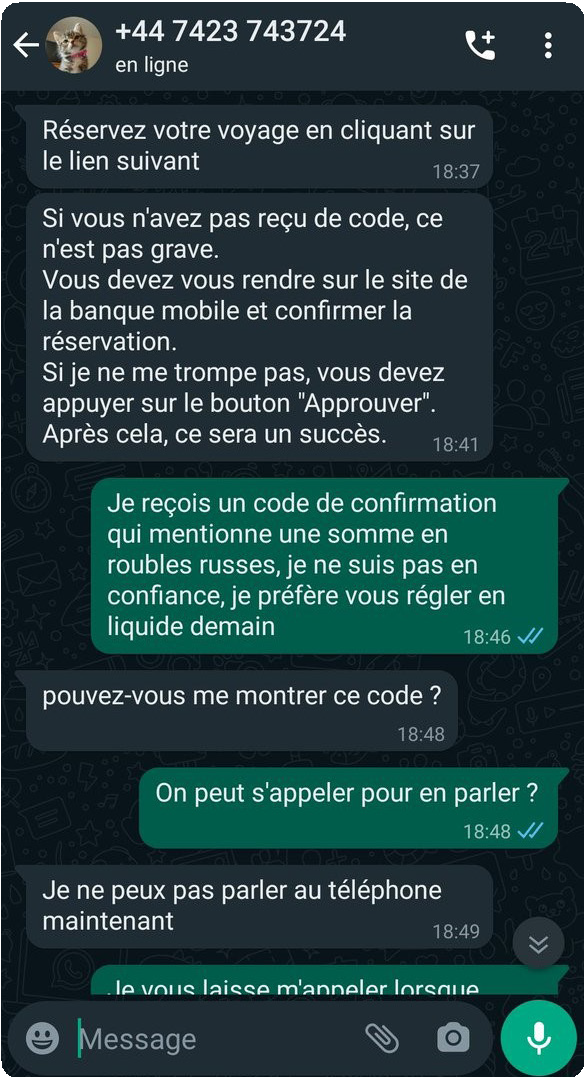 +44 7423 743724
en ligne
Réservez votre voyage en cliquant sur
le lien suivant
18:37
Si vous n'avez pas reçu de code, ce
n'est pas grave.
Vous devez vous rendre sur le site de
la banque mobile et confirmer la
réservation.
Si je ne me trompe pas, vous devez
appuyer sur le bouton "Approuver".
Après cela, ce sera un succès.
18:41
Je reçois un code de confirmation
qui mentionne une somme en
roubles russes, je ne suis pas en
confiance, je préfère vous régler en
liquide demain
18:46
pouvez-vous me montrer ce code ?
18:48
On peut s'appeler pour en parler ?
18:48
Je ne peux pas parler au téléphone
maintenant
18:49
Je vous laisse m'appeler lorsque
Message